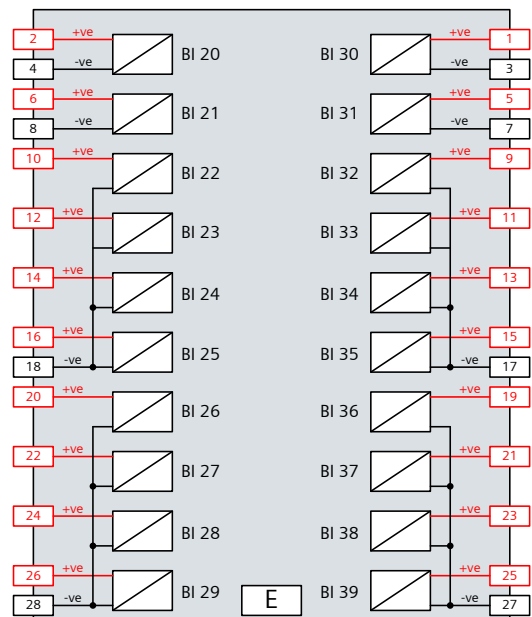 2 +ve BI 20 BI 30 +ve 1
4 -ve -ve 3
6 +ve BI 21 BI 31 +ve 5
8 -ve -ve 7
10 +ve BI 22 BI 32 +ve 9
12 +ve BI 23 BI 33 +ve 11
14 +ve BI 24 BI 34 +ve 13
16 +ve BI 25 BI 35 +ve 15
18 -ve -ve 17
20 +ve BI 26 BI 36 +ve 19
22 +ve BI 27 BI 37 +ve 21
24 +ve BI 28 BI 38 +ve 23
26 +ve BI 29 BI 39 +ve 25
28 -ve E -ve 27